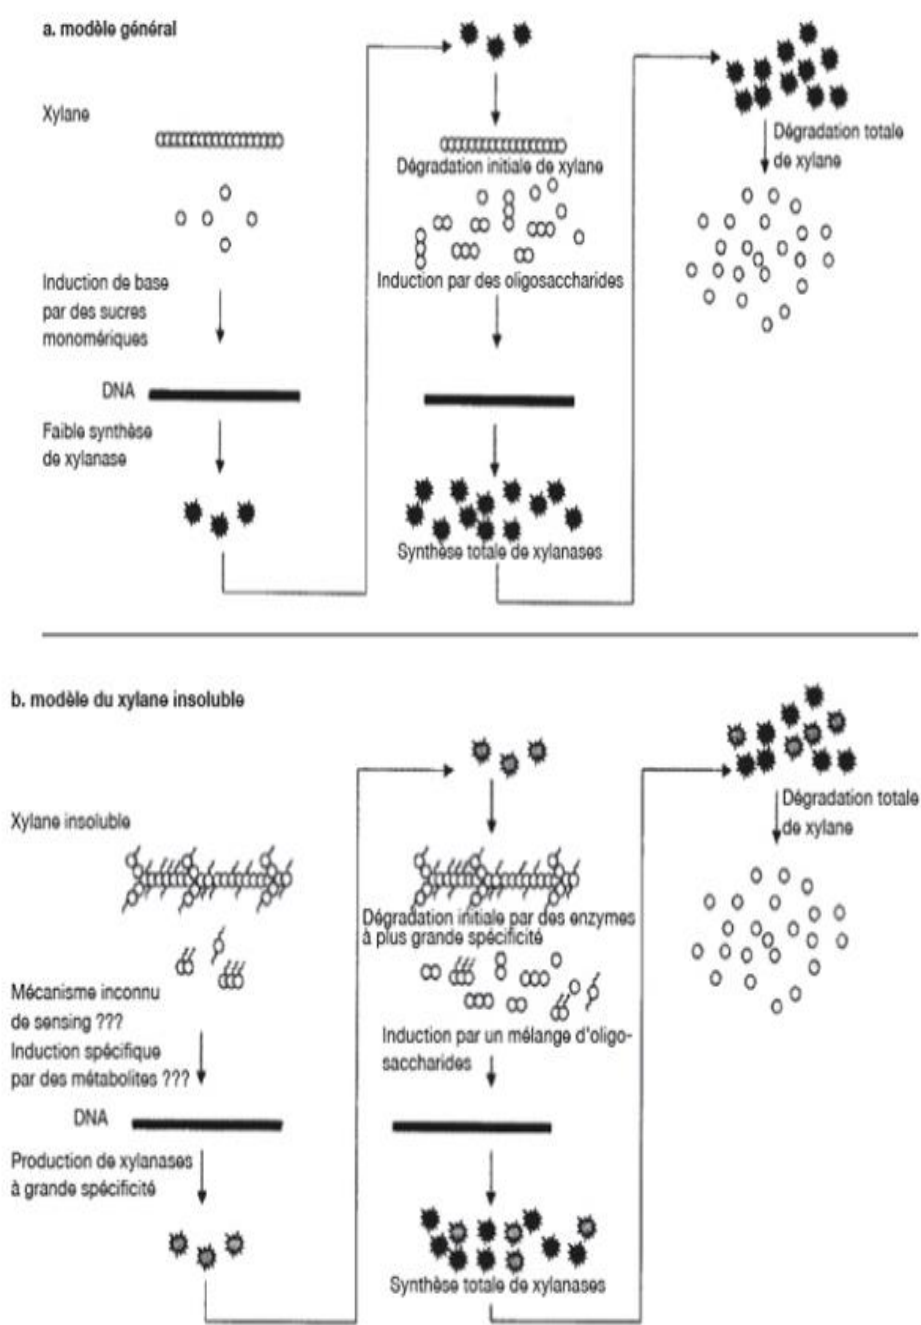 a. modèle général
Xylane
Induction de base
par des sucres
monomériques
DNA
Faible synthèse
de xylanase
Dégradation initiale de xylane
Induction par des oligosaccharides
Synthèse totale de xylanases
Dégradation totale
de xylane
b. modèle du xylane insoluble
Xylane insoluble
Mécanisme inconnu
de sensing ???
Induction spécifique
par des métabolites ???
DNA
Production de xylanases
à grande spécificité
Dégradation initiale par des enzymes
à plus grande spécificité
Induction par un mélange d'oligo-
saccharides
Synthèse totale de xylanases
Dégradation totale
de xylane